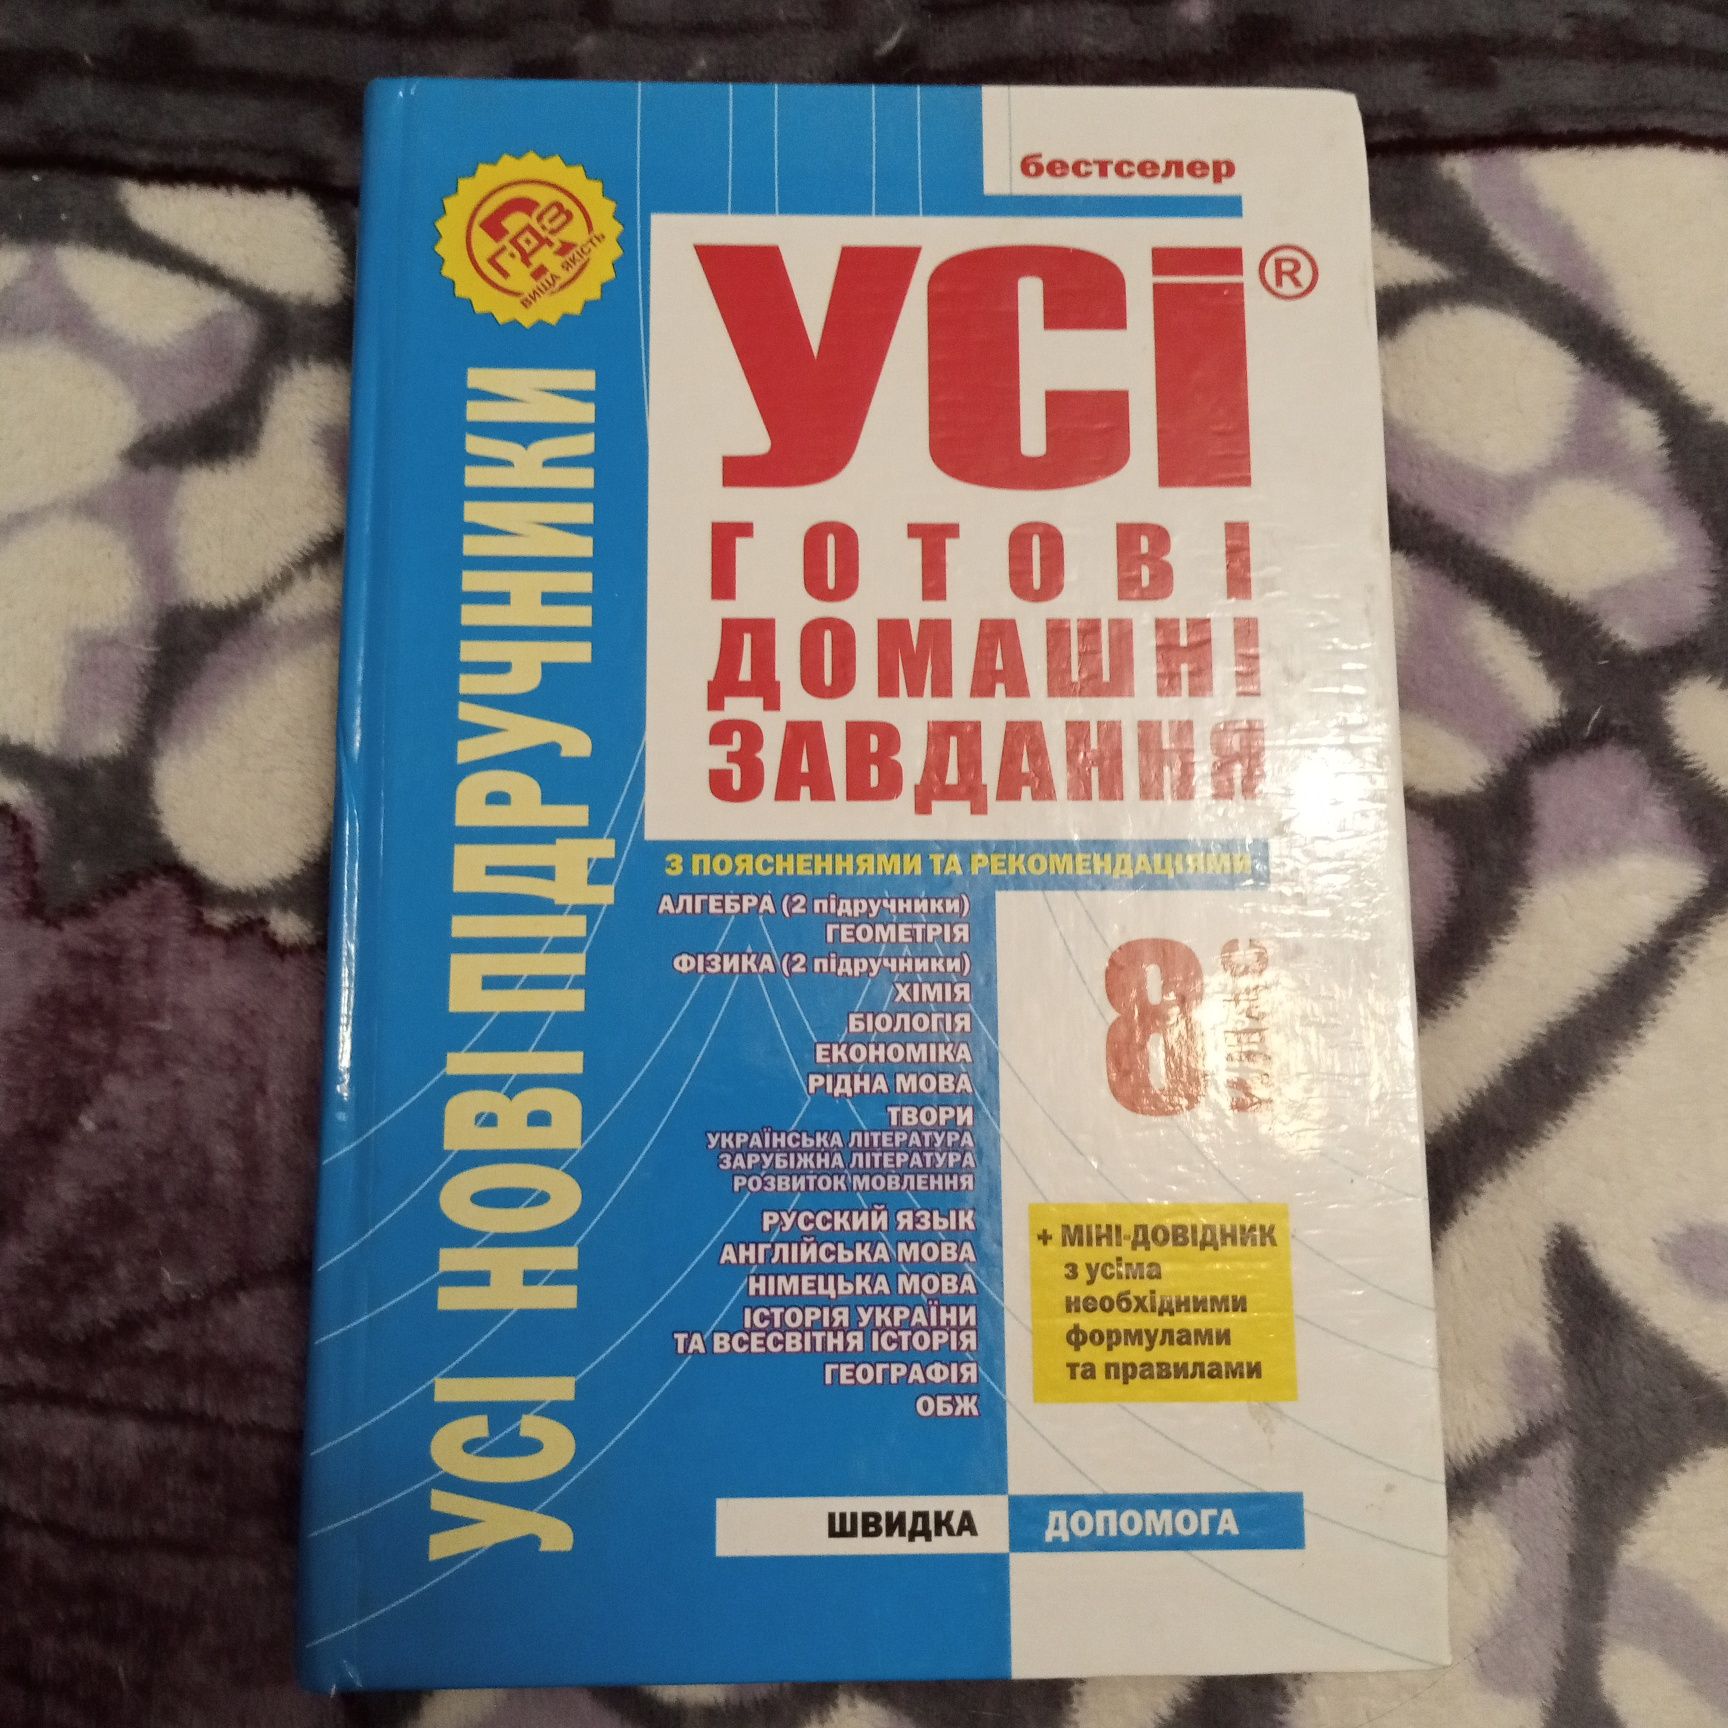 бестселер
ГДЗ
ВИЩА ЯКІСТЬ
УСІ НОВІ ПІДРУЧНИКИ
УСІ®
ГОТОВІ
ДОМАШНІ
ЗАВДАННЯ
З ПОЯСНЕННЯМИ ТА РЕКОМЕНДАЦІЯМИ
АЛГЕБРА (2 підручники)
ГЕОМЕТРІЯ
ФІЗИКА (2 підручники)
ХІМІЯ
БІОЛОГІЯ
ЕКОНОМІКА
РІДНА МОВА
ТВОРИ
УКРАЇНСЬКА ЛІТЕРАТУРА
ЗАРУБІЖНА ЛІТЕРАТУРА
РОЗВИТОК МОВЛЕННЯ
РУССКИЙ ЯЗЫК
АНГЛІЙСЬКА МОВА
НІМЕЦЬКА МОВА
ІСТОРІЯ УКРАЇНИ
ТА ВСЕСВІТНЯ ІСТОРІЯ
ГЕОГРАФІЯ
ОБЖ
8 клас
+ МІНІ-ДОВІДНИК
з усіма
необхідними
формулами
та правилами
ШВИДКА ДОПОМОГА